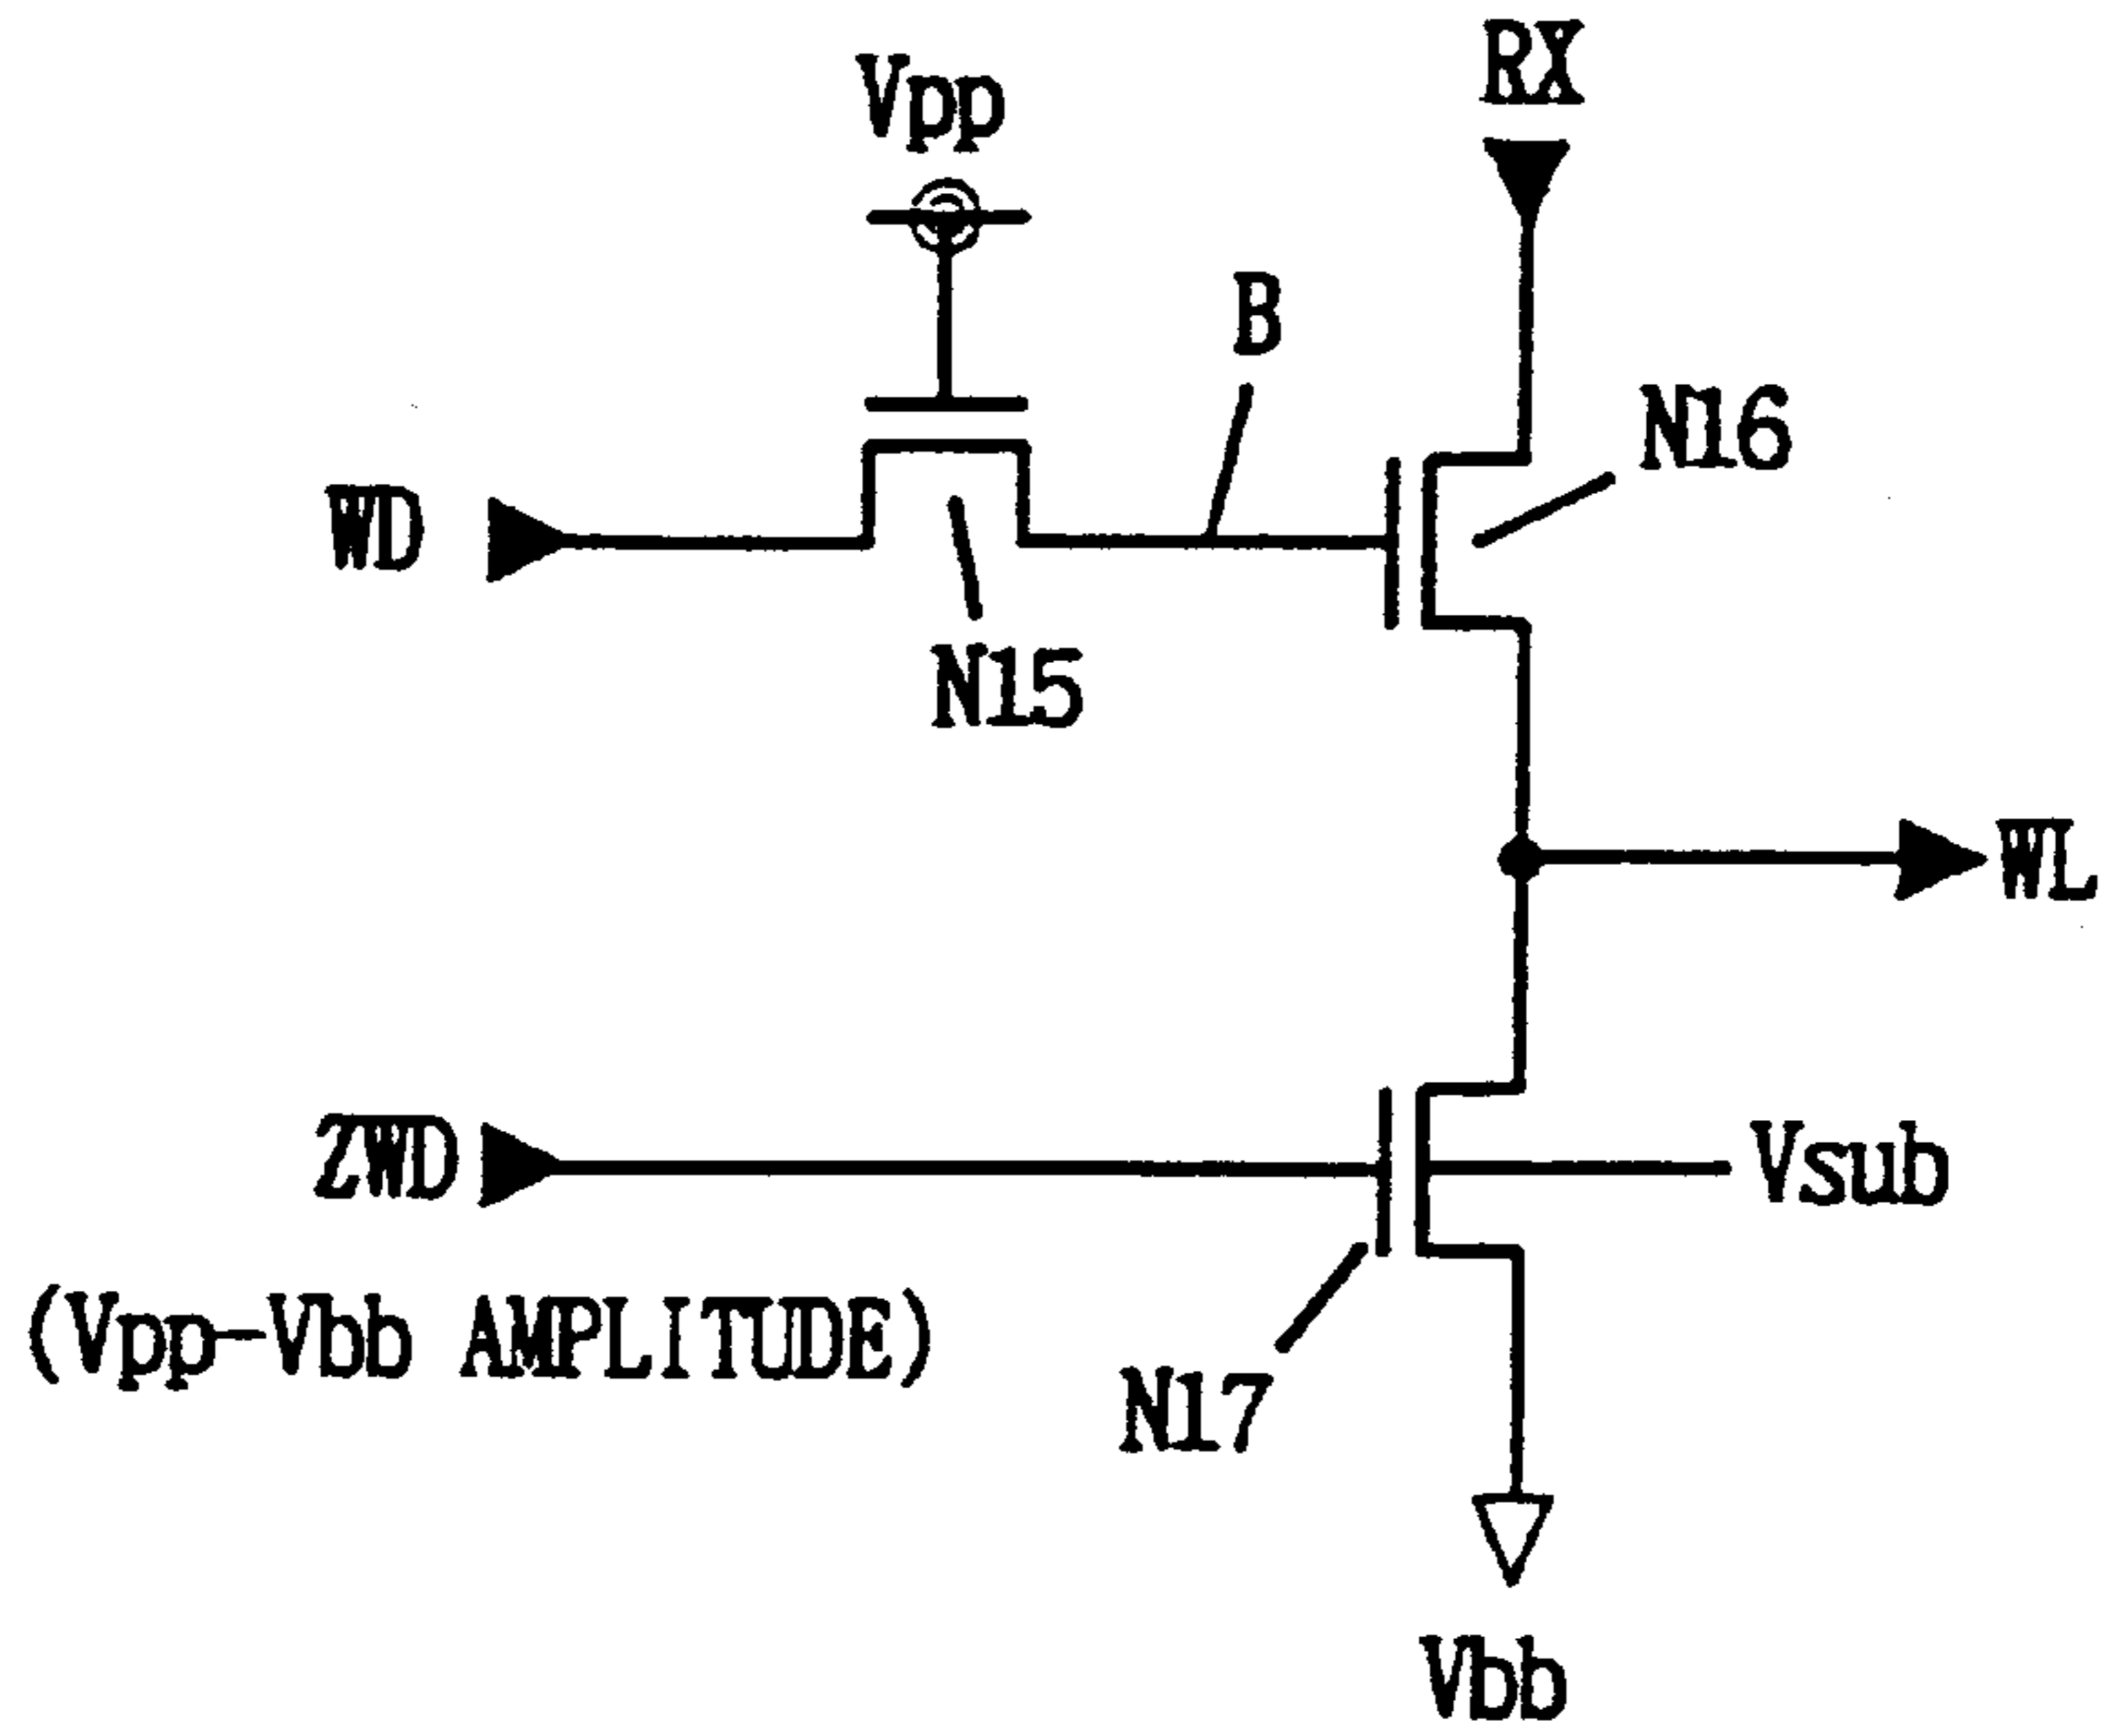 RX
Vpp
B
N16
WD
N15
WL
ZWD
Vsub
(Vpp-Vbb AMPLITUDE)
N17
Vbb